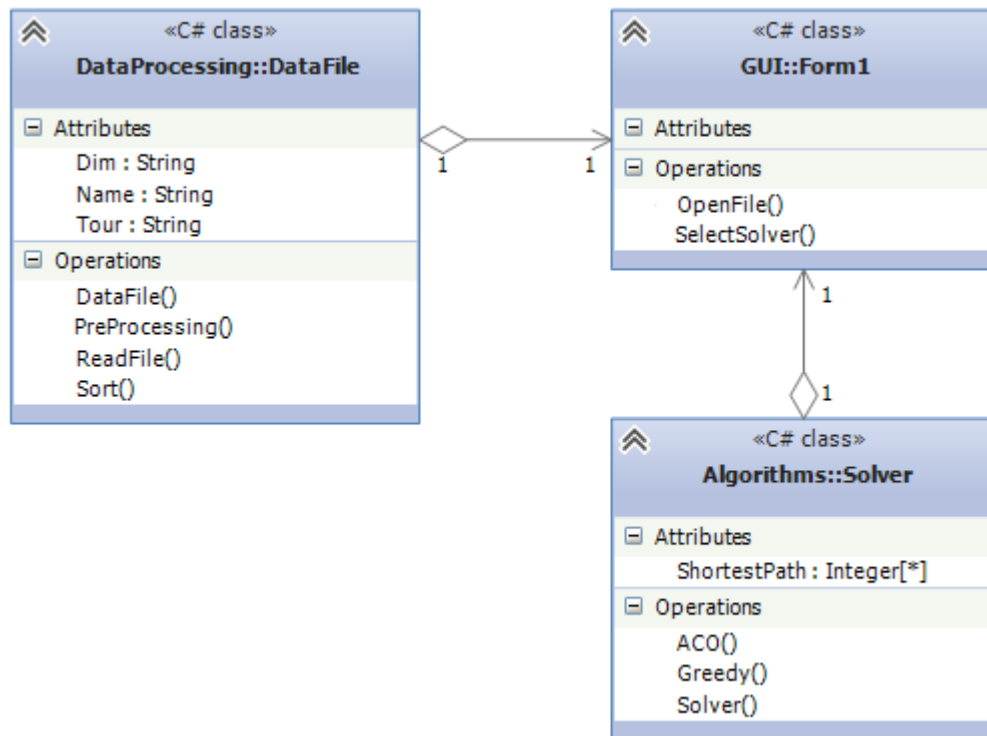 «C# class»
DataProcessing::DataFile
Attributes
Dim : String
Name : String
Tour : String
Operations
DataFile()
PreProcessing()
ReadFile()
Sort()
1
1
«C# class»
GUI::Form1
Attributes
Operations
OpenFile()
SelectSolver()
1
1
«C# class»
Algorithms::Solver
Attributes
ShortestPath : Integer[*]
Operations
ACO()
Greedy()
Solver()